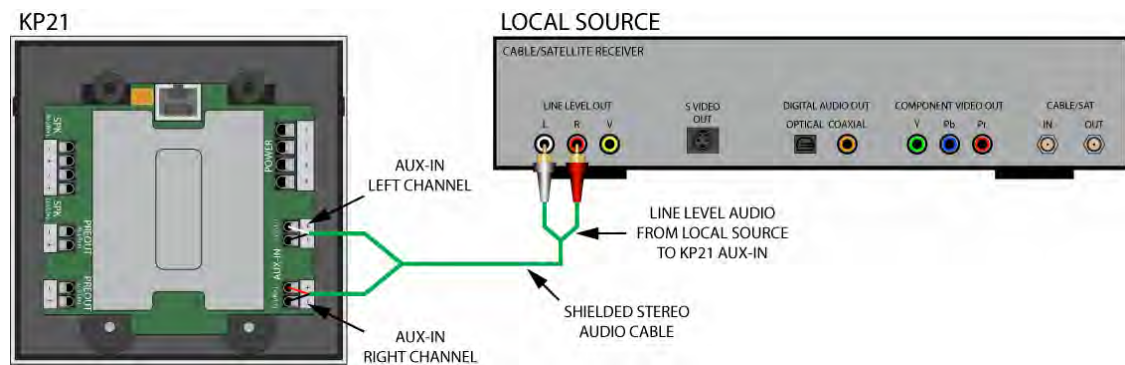 KP21
LOCAL SOURCE
CABLE/SATELLITE RECEIVER
LINE LEVEL OUT
L R V
S VIDEO
OUT
DIGITAL AUDIO OUT
OPTICAL COAXIAL
COMPONENT VIDEO OUT
Y Pb Pr
CABLE/SAT
IN OUT
SPK
SPK
PREOUT
PREOUT
POWER
AUX-IN
AUX-IN
LEFT CHANNEL
AUX-IN
RIGHT CHANNEL
LINE LEVEL AUDIO
FROM LOCAL SOURCE
TO KP21 AUX-IN
SHIELDED STEREO
AUDIO CABLE